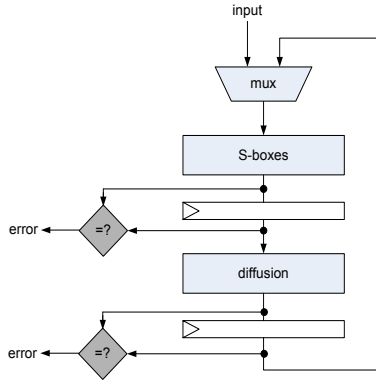 input
mux
S-boxes
=?
error
diffusion
=?
error